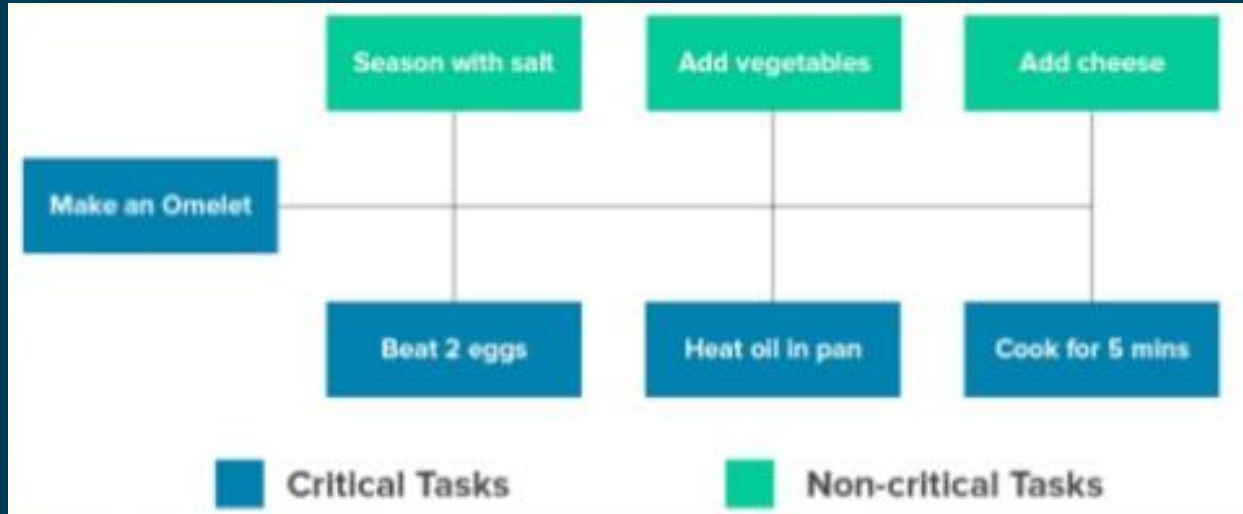 Season with salt
Add vegetables
Add cheese
Make an Omelet
Beat 2 eggs
Heat oil in pan
Cook for 5 mins
Critical Tasks
Non-critical Tasks